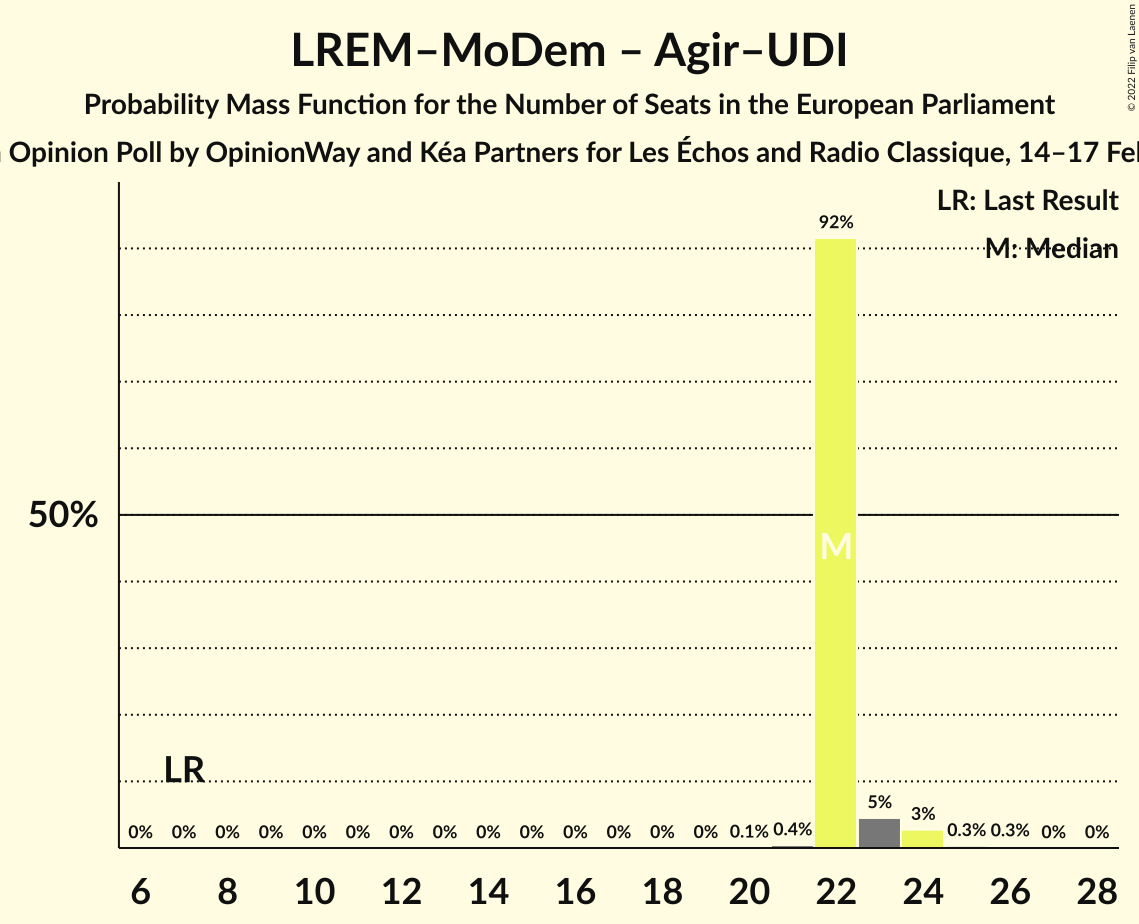 LREM–MoDem – Agir–UDI
Probability Mass Function for the Number of Seats in the European Parliament
Opinion Poll by OpinionWay and Kéa Partners for Les Échos and Radio Classique, 14–17
© 2022 Filip van Laenen
LR: Last Result
M: Median
92%
50%
M
LR
5%
3%
0% 0% 0% 0% 0% 0% 0% 0% 0% 0% 0% 0% 0% 0% 0.1% 0.4% 0.3% 0.3% 0% 0%
6 8 10 12 14 16 18 20 22 24 26 28